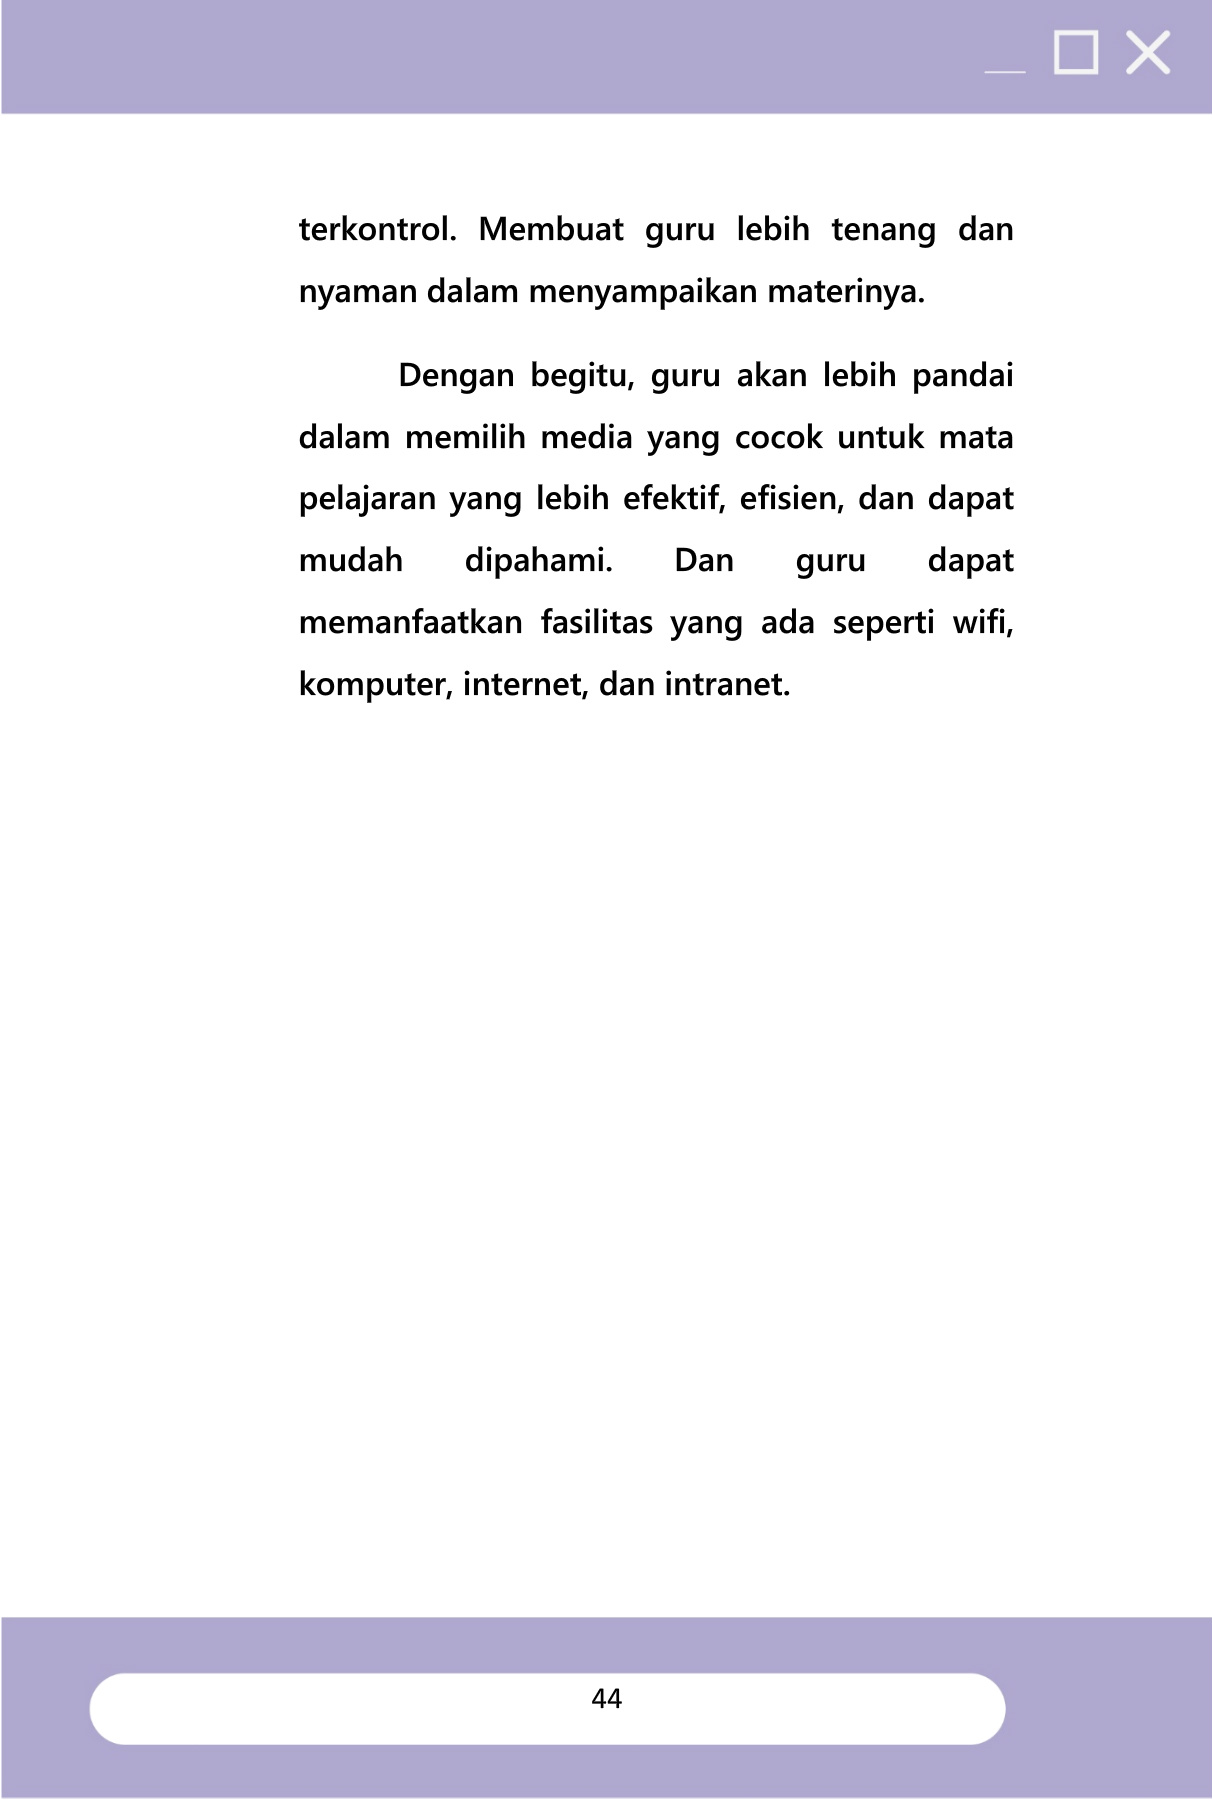 terkontrol. Membuat guru lebih tenang dan
nyaman dalam menyampaikan materinya.
Dengan begitu, guru akan lebih pandai
dalam memilih media yang cocok untuk mata
pelajaran yang lebih efektif, efisien, dan dapat
mudah dipahami. Dan guru dapat
memanfaatkan fasilitas yang ada seperti wifi,
komputer, internet, dan intranet.
44